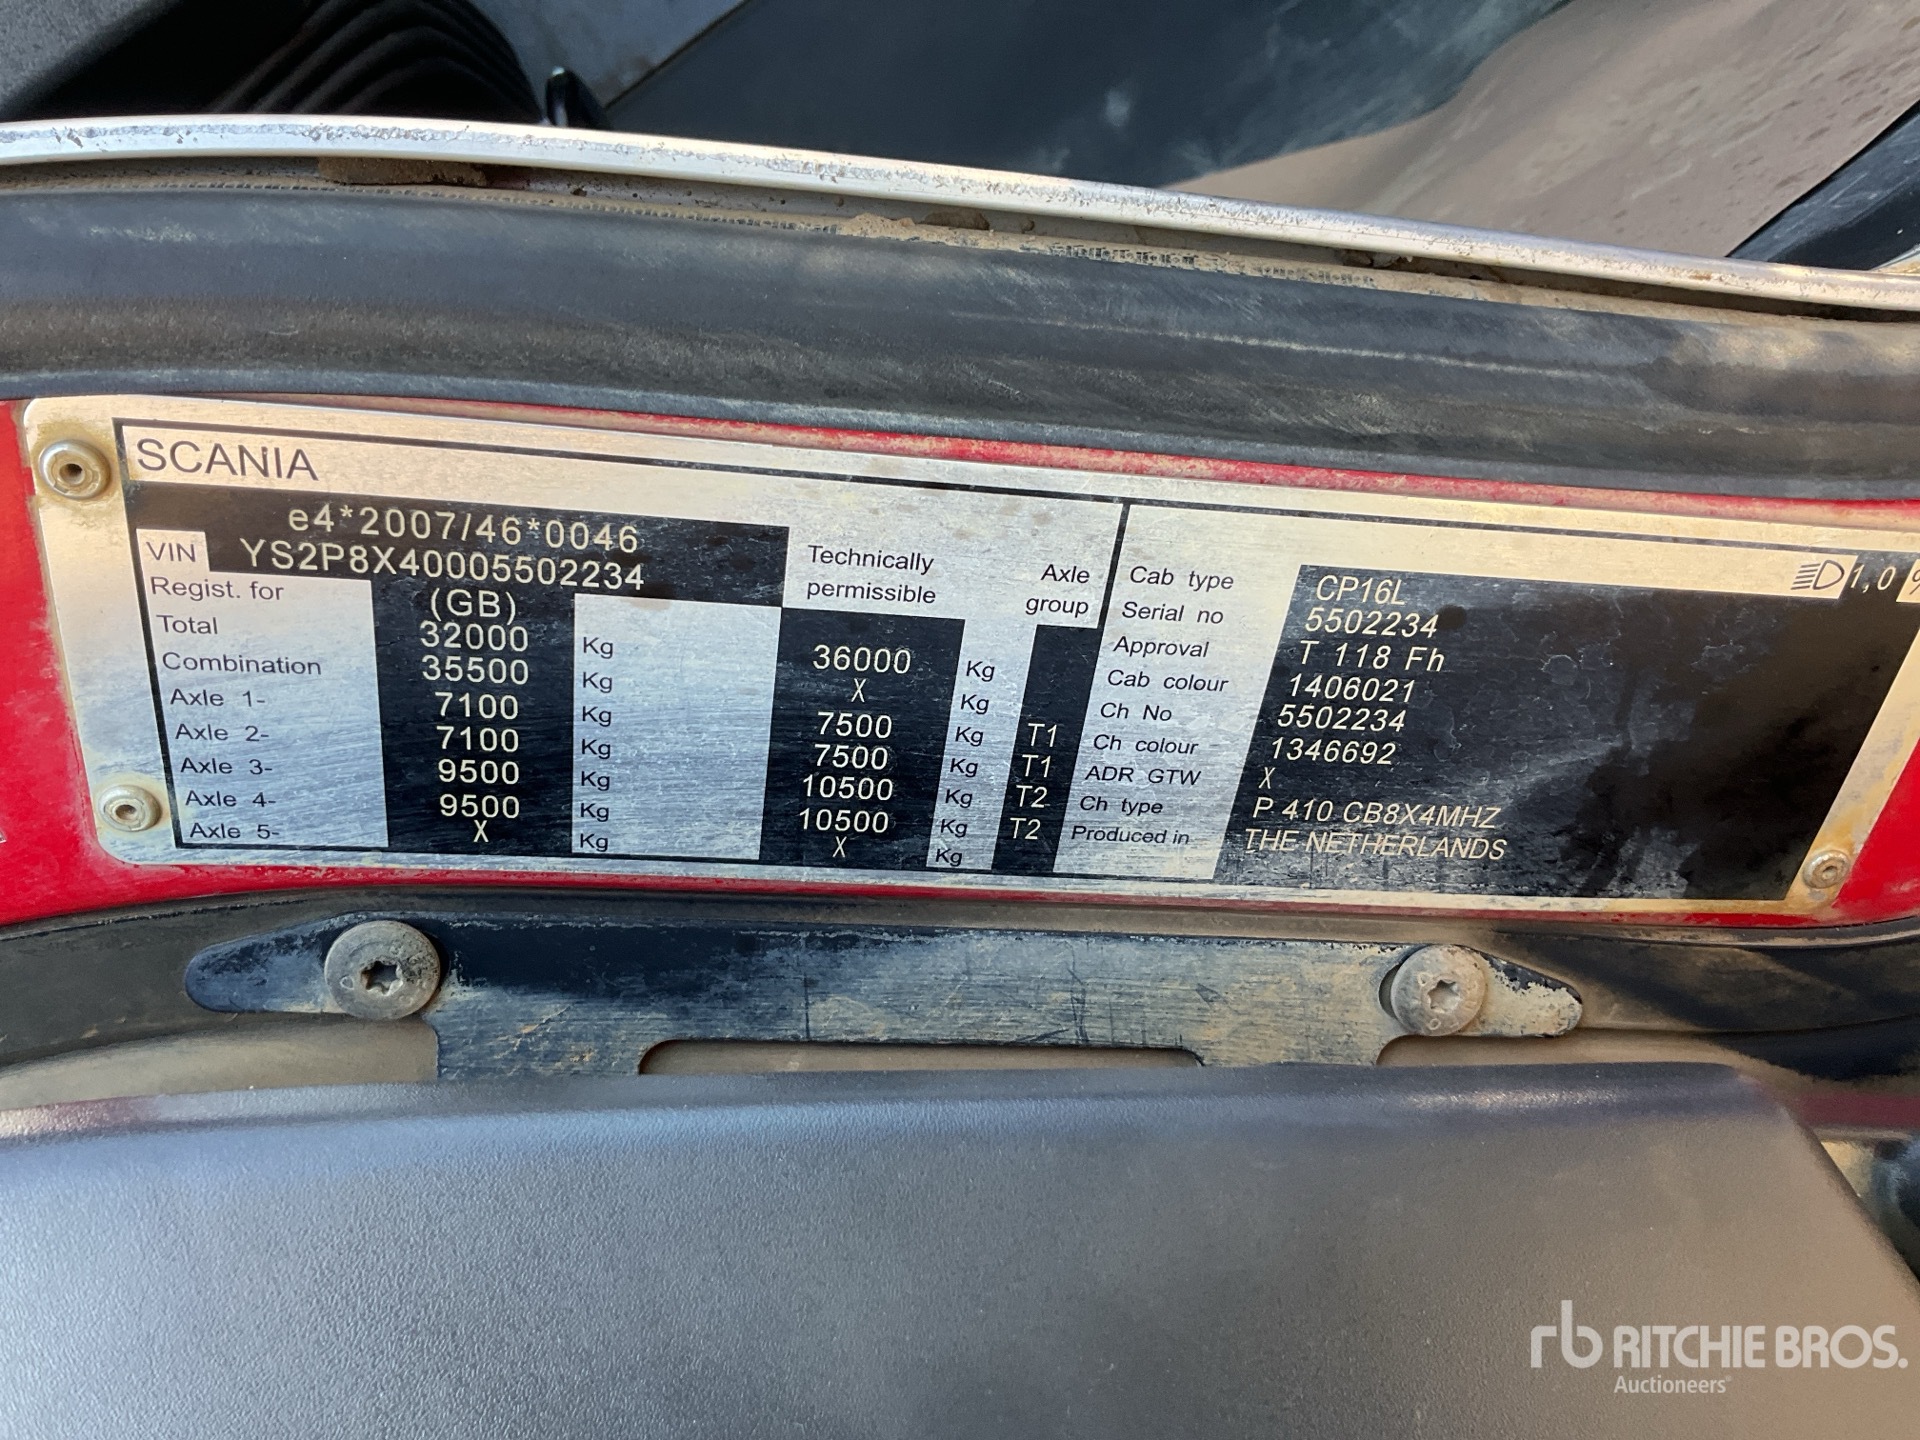 SCANIA
e4*2007/46*0046
VIN YS2P8X40005502234
Regist. for (GB)
Technically permissible
Axle group
Total 32000 Kg 36000 Kg
Combination 35500 Kg X Kg
Axle 1- 7100 Kg 7500 Kg T1
Axle 2- 7100 Kg 7500 Kg T1
Axle 3- 9500 Kg 10500 Kg T2
Axle 4- 9500 Kg 10500 Kg T2
Axle 5- X Kg X Kg
1,0 %
Cab type CP16L
Serial no 5502234
Approval T 118 Fh
Cab colour 1406021
Ch No 5502234
Ch colour 1346692
ADR GTW X
Ch type P 410 CB8X4MHZ
Produced in THE NETHERLANDS
rb RITCHIE BROS.
Auctioneers